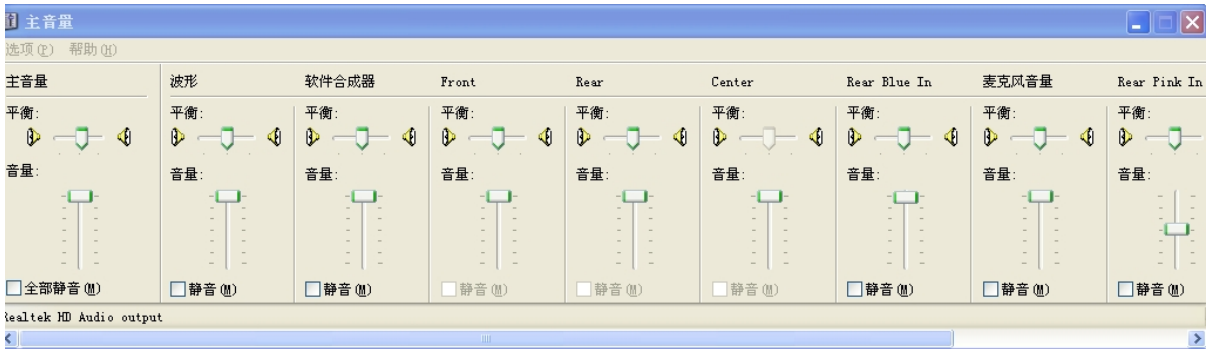 主音量
选项(P) 帮助(H)
主音量 波形 软件合成器 Front Rear Center Rear Blue In 麦克风音量 Rear Pink In
平衡: 平衡: 平衡: 平衡: 平衡: 平衡: 平衡: 平衡: 平衡:
音量: 音量: 音量: 音量: 音量: 音量: 音量: 音量: 音量:
全部静音(M) 静音(M) 静音(M) 静音(M) 静音(M) 静音(M) 静音(M) 静音(M) 静音(M)
Realtek HD Audio output